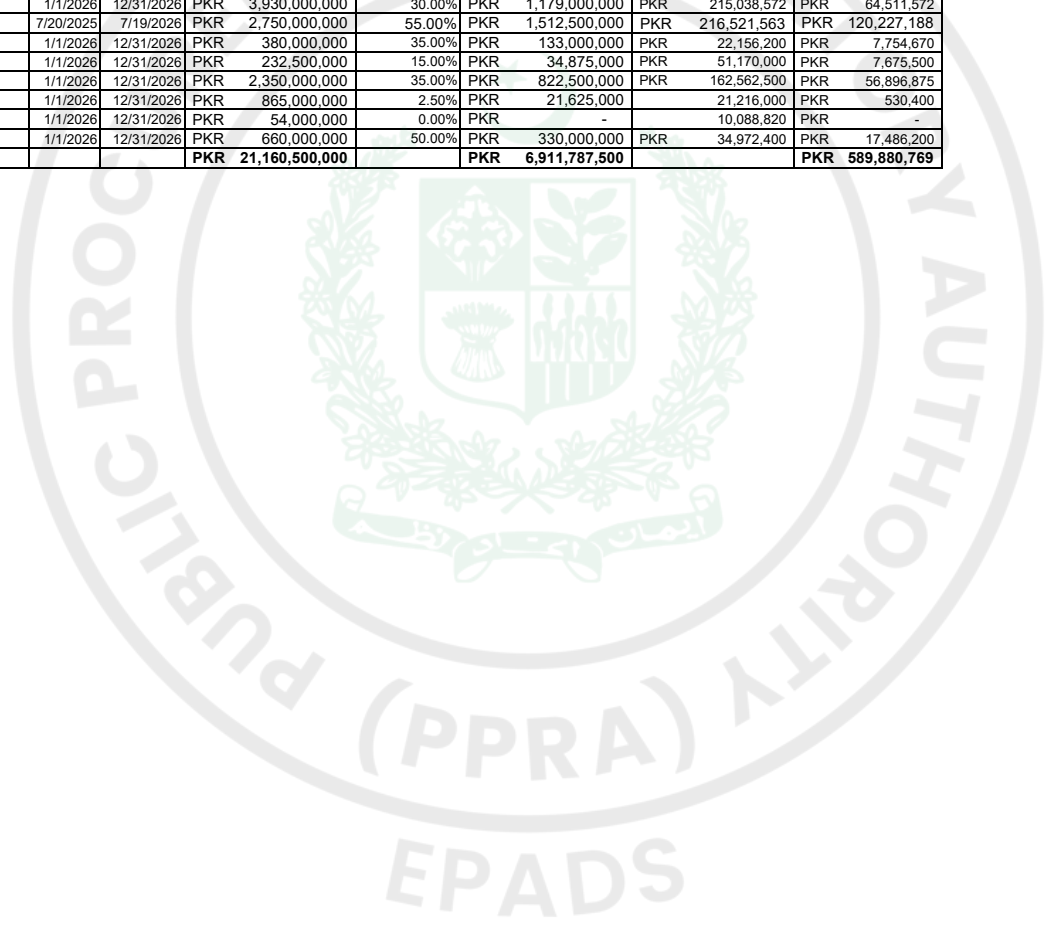 1/1/2026 12/31/2026 PKR 3,930,000,000 30.00% PKR 1,179,000,000 PKR 215,038,572 PKR 64,511,572
7/20/2025 7/19/2026 PKR 2,750,000,000 55.00% PKR 1,512,500,000 PKR 216,521,563 PKR 120,227,188
1/1/2026 12/31/2026 PKR 380,000,000 35.00% PKR 133,000,000 PKR 22,156,200 PKR 7,754,670
1/1/2026 12/31/2026 PKR 232,500,000 15.00% PKR 34,875,000 PKR 51,170,000 PKR 7,675,500
1/1/2026 12/31/2026 PKR 2,350,000,000 35.00% PKR 822,500,000 PKR 162,562,500 PKR 56,896,875
1/1/2026 12/31/2026 PKR 865,000,000 2.50% PKR 21,625,000 21,216,000 PKR 530,400
1/1/2026 12/31/2026 PKR 54,000,000 0.00% PKR - 10,088,820 PKR -
1/1/2026 12/31/2026 PKR 660,000,000 50.00% PKR 330,000,000 PKR 34,972,400 PKR 17,486,200
PKR 21,160,500,000 PKR 6,911,787,500 PKR 589,880,769
PUBLIC PROC
ORY AUTHORITY
(PPRA)
EPADS